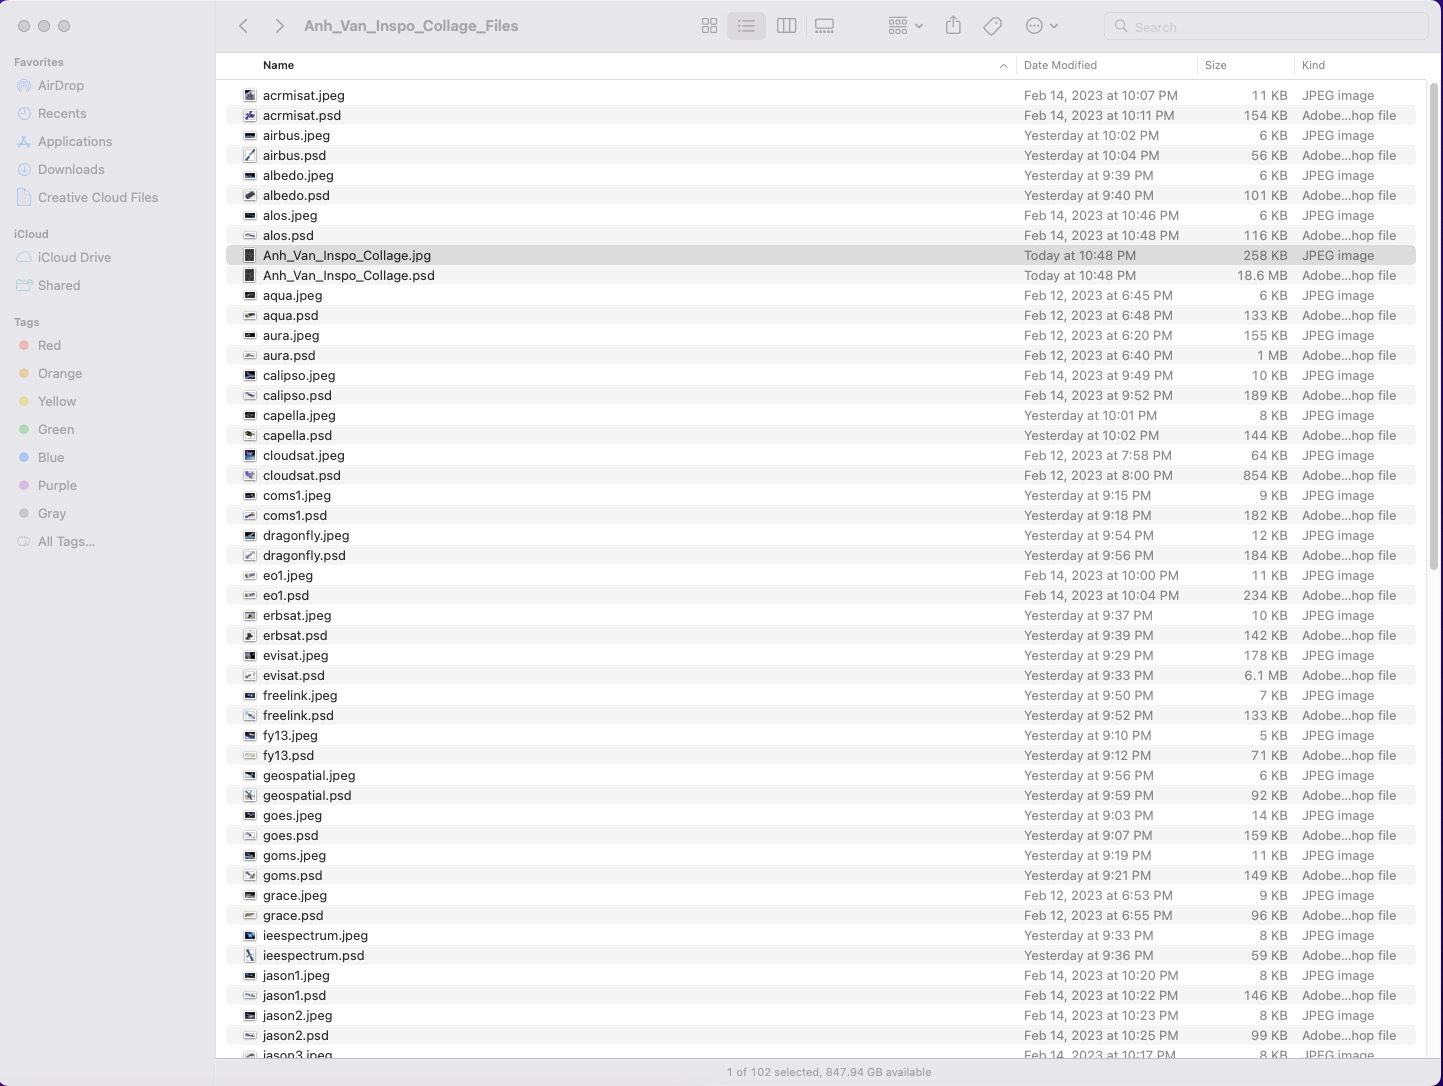 Anh_Van_Inspo_Collage_Files
Search
Favorites
AirDrop
Recents
Applications
Downloads
Creative Cloud Files
iCloud
iCloud Drive
Shared
Tags
Red
Orange
Yellow
Green
Blue
Purple
Gray
All Tags...
Name Date Modified Size Kind
acrmisat.jpeg Feb 14, 2023 at 10:07 PM 11 KB JPEG image
acrmisat.psd Feb 14, 2023 at 10:11 PM 154 KB Adobe...hop file
airbus.jpeg Yesterday at 10:02 PM 6 KB JPEG image
airbus.psd Yesterday at 10:04 PM 56 KB Adobe...hop file
albedo.jpeg Yesterday at 9:39 PM 6 KB JPEG image
albedo.psd Yesterday at 9:40 PM 101 KB Adobe...hop file
alos.jpeg Feb 14, 2023 at 10:46 PM 6 KB JPEG image
alos.psd Feb 14, 2023 at 10:48 PM 116 KB Adobe...hop file
Anh_Van_Inspo_Collage.jpg Today at 10:48 PM 258 KB JPEG image
Anh_Van_Inspo_Collage.psd Today at 10:48 PM 18.6 MB Adobe...hop file
aqua.jpeg Feb 12, 2023 at 6:45 PM 6 KB JPEG image
aqua.psd Feb 12, 2023 at 6:48 PM 133 KB Adobe...hop file
aura.jpeg Feb 12, 2023 at 6:20 PM 155 KB JPEG image
aura.psd Feb 12, 2023 at 6:40 PM 1 MB Adobe...hop file
calipso.jpeg Feb 14, 2023 at 9:49 PM 10 KB JPEG image
calipso.psd Feb 14, 2023 at 9:52 PM 189 KB Adobe...hop file
capella.jpeg Yesterday at 10:01 PM 8 KB JPEG image
capella.psd Yesterday at 10:02 PM 144 KB Adobe...hop file
cloudsat.jpeg Feb 12, 2023 at 7:58 PM 64 KB JPEG image
cloudsat.psd Feb 12, 2023 at 8:00 PM 854 KB Adobe...hop file
coms1.jpeg Yesterday at 9:15 PM 9 KB JPEG image
coms1.psd Yesterday at 9:18 PM 182 KB Adobe...hop file
dragonfly.jpeg Yesterday at 9:54 PM 12 KB JPEG image
dragonfly.psd Yesterday at 9:56 PM 184 KB Adobe...hop file
eo1.jpeg Feb 14, 2023 at 10:00 PM 11 KB JPEG image
eo1.psd Feb 14, 2023 at 10:04 PM 234 KB Adobe...hop file
erbsat.jpeg Yesterday at 9:37 PM 10 KB JPEG image
erbsat.psd Yesterday at 9:39 PM 142 KB Adobe...hop file
evisat.jpeg Yesterday at 9:29 PM 178 KB JPEG image
evisat.psd Yesterday at 9:33 PM 6.1 MB Adobe...hop file
freelink.jpeg Yesterday at 9:50 PM 7 KB JPEG image
freelink.psd Yesterday at 9:52 PM 133 KB Adobe...hop file
fy13.jpeg Yesterday at 9:10 PM 5 KB JPEG image
fy13.psd Yesterday at 9:12 PM 71 KB Adobe...hop file
geospatial.jpeg Yesterday at 9:56 PM 6 KB JPEG image
geospatial.psd Yesterday at 9:59 PM 92 KB Adobe...hop file
goes.jpeg Yesterday at 9:03 PM 14 KB JPEG image
goes.psd Yesterday at 9:07 PM 159 KB Adobe...hop file
goms.jpeg Yesterday at 9:19 PM 11 KB JPEG image
goms.psd Yesterday at 9:21 PM 149 KB Adobe...hop file
grace.jpeg Feb 12, 2023 at 6:53 PM 9 KB JPEG image
grace.psd Feb 12, 2023 at 6:55 PM 96 KB Adobe...hop file
ieespectrum.jpeg Yesterday at 9:33 PM 8 KB JPEG image
ieespectrum.psd Yesterday at 9:36 PM 59 KB Adobe...hop file
jason1.jpeg Feb 14, 2023 at 10:20 PM 8 KB JPEG image
jason1.psd Feb 14, 2023 at 10:22 PM 146 KB Adobe...hop file
jason2.jpeg Feb 14, 2023 at 10:23 PM 8 KB JPEG image
jason2.psd Feb 14, 2023 at 10:25 PM 99 KB Adobe...hop file
jason3.jpeg Feb 14, 2023 at 10:17 PM 8 KB JPEG image
1 of 102 selected, 847.94 GB available